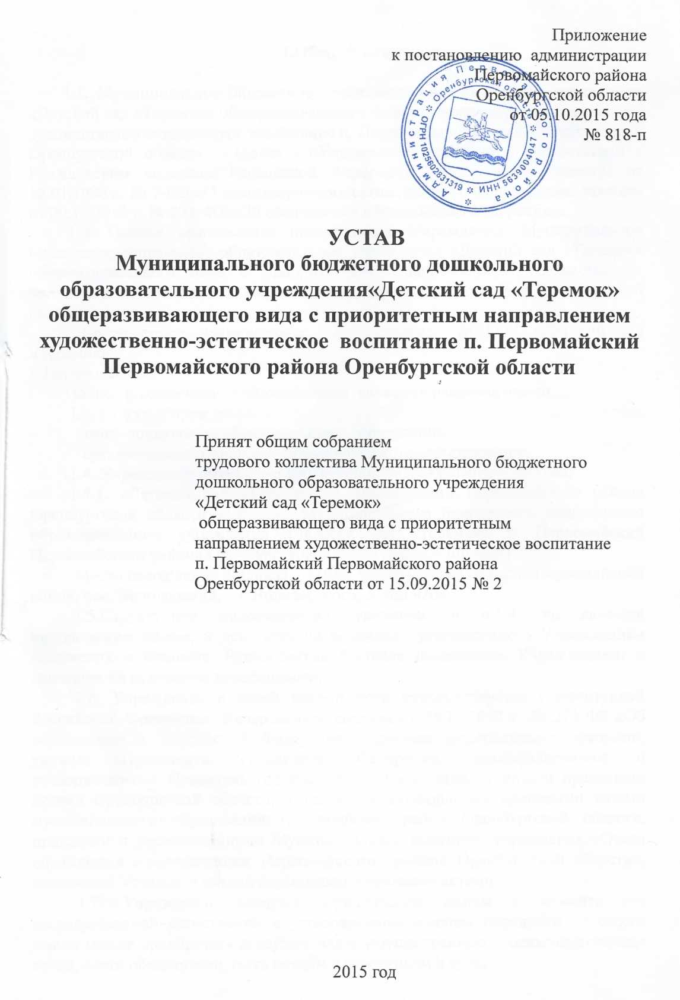 Приложение
к постановлению администрации
Первомайского района
Оренбургской области
от 05.10.2015 года
№ 818-п
Администрация Первомайского района
Оренбургская область
ОГРН 1025602831319 ИНН 5639004047
УСТАВ
Муниципального бюджетного дошкольного
образовательного учреждения«Детский сад «Теремок»
общеразвивающего вида с приоритетным направлением
художественно-эстетическое воспитание п. Первомайский
Первомайского района Оренбургской области
Принят общим собранием
трудового коллектива Муниципального бюджетного
дошкольного образовательного учреждения
«Детский сад «Теремок»
общеразвивающего вида с приоритетным
направлением художественно-эстетическое воспитание
п. Первомайский Первомайского района
Оренбургской области от 15.09.2015 № 2
2015 год